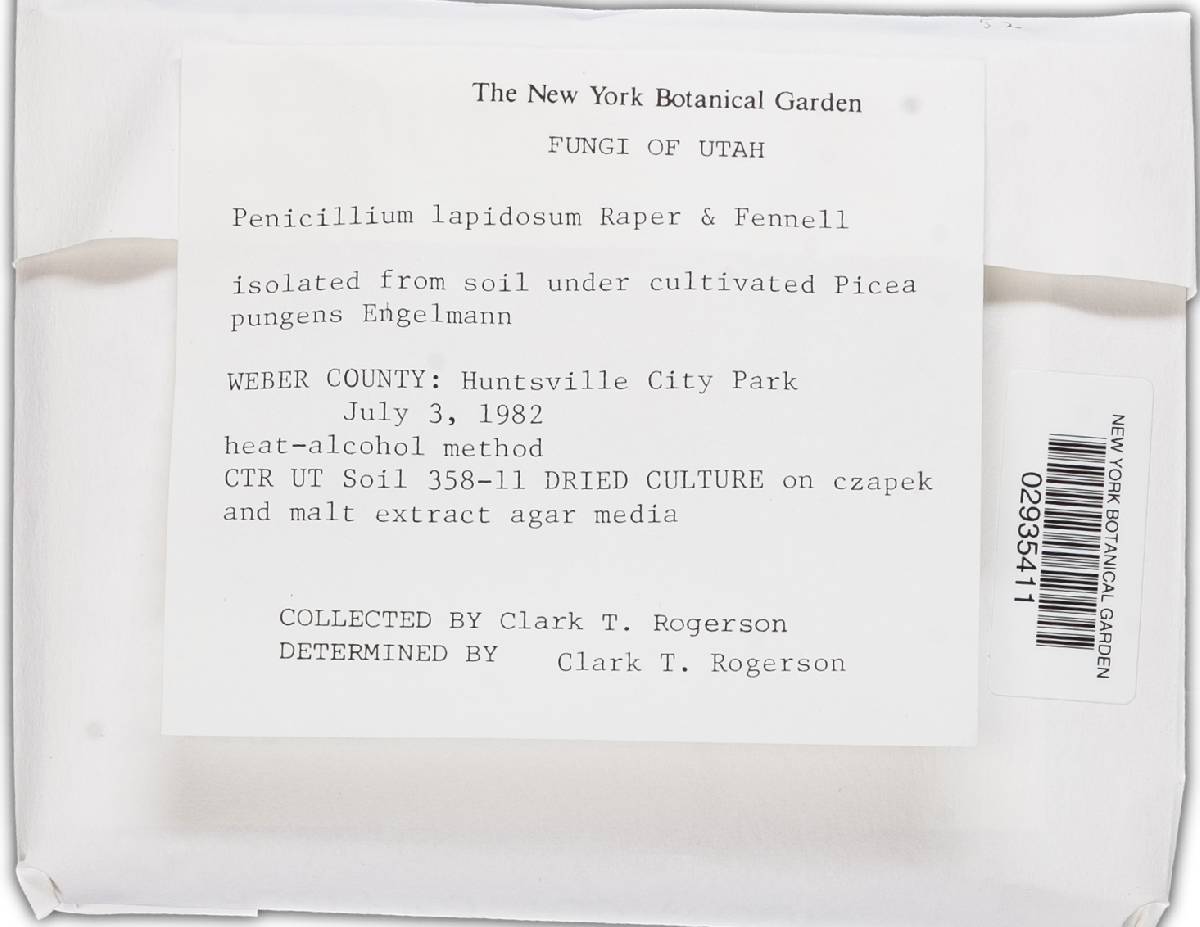 52
The New York Botanical Garden
FUNGI OF UTAH
Penicillium lapidosum Raper & Fennell
isolated from soil under cultivated Picea
pungens Engelmann
WEBER COUNTY: Huntsville City Park
July 3, 1982
heat-alcohol method
CTR UT Soil 358-11 DRIED CULTURE on czapek
and malt extract agar media
COLLECTED BY Clark T. Rogerson
DETERMINED BY Clark T. Rogerson
NEW YORK BOTANICAL GARDEN
02935411